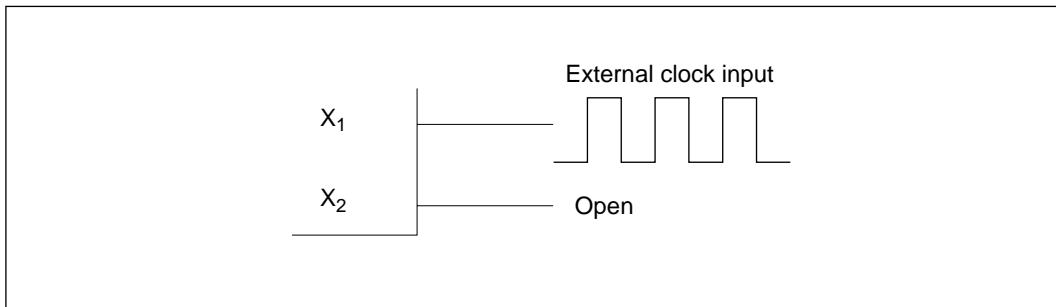 External clock input
X₁
X₂
Open